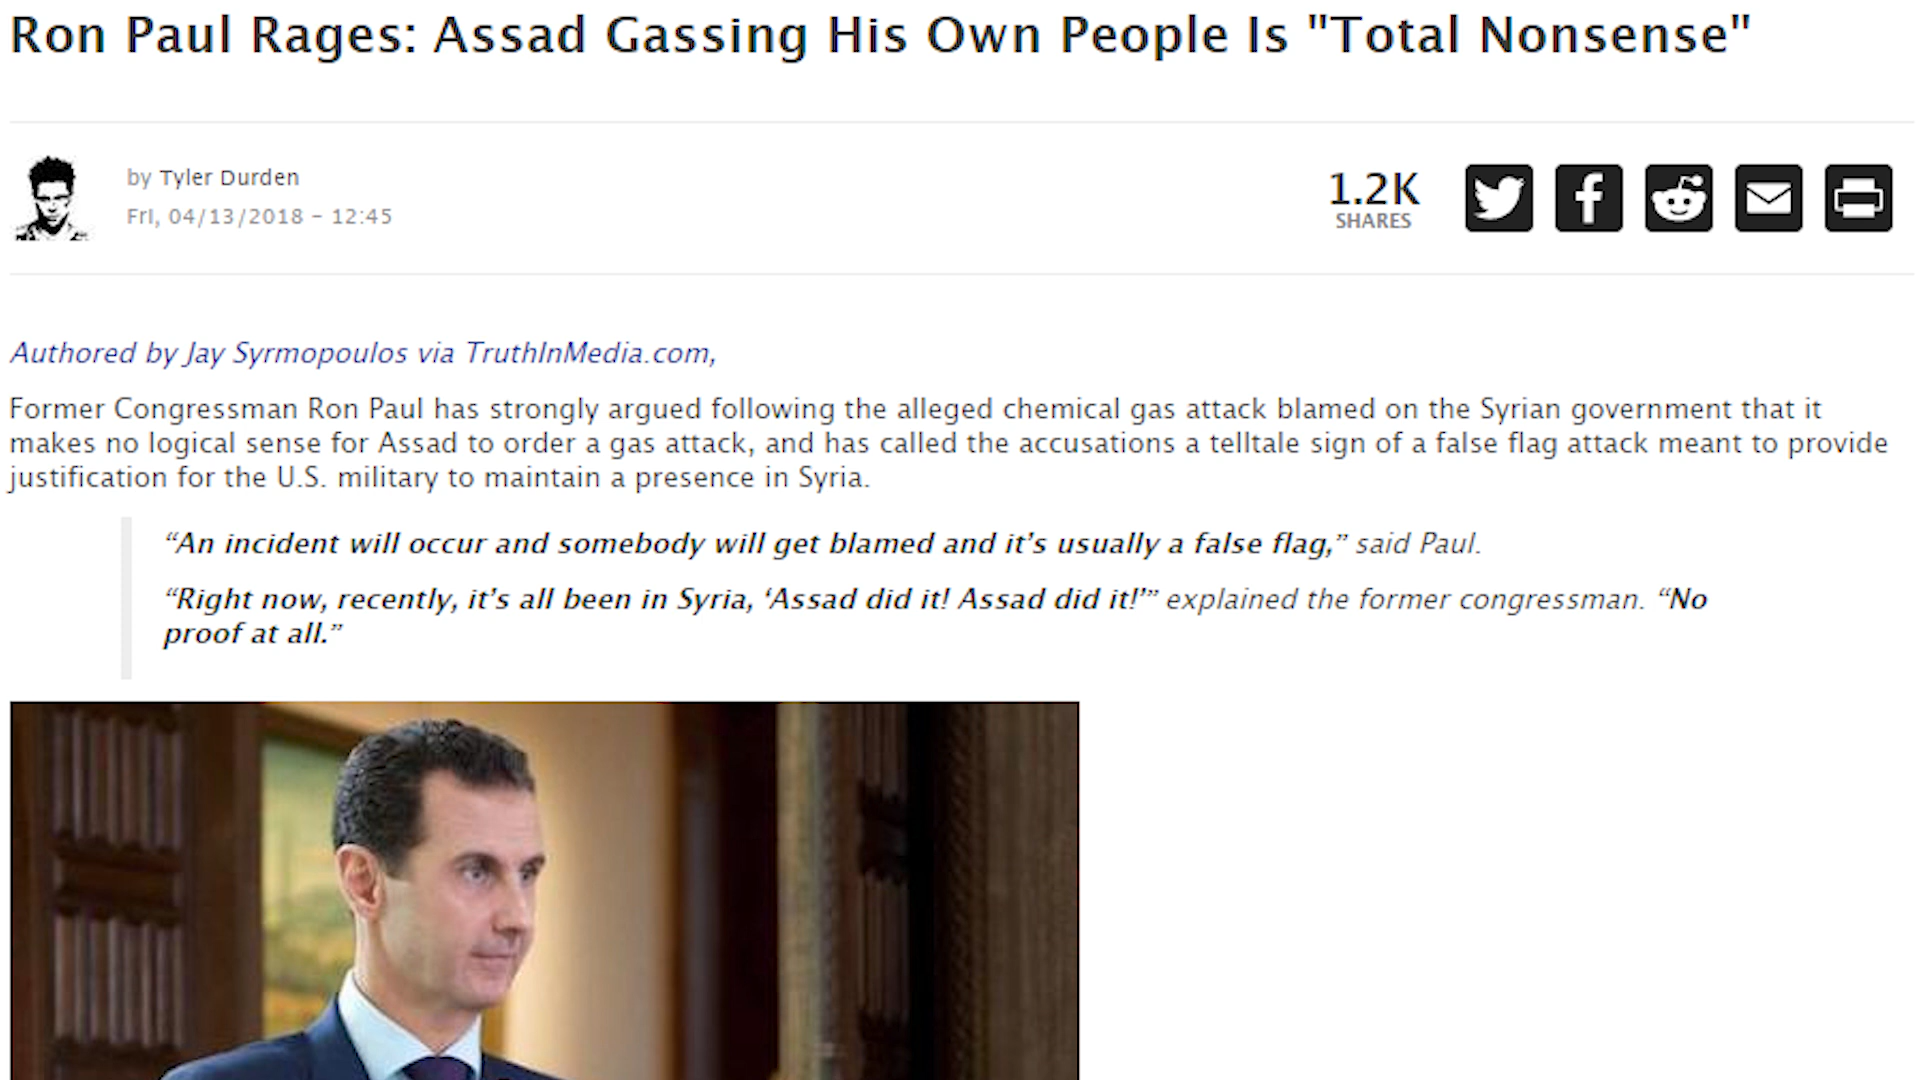 Ron Paul Rages: Assad Gassing His Own People Is "Total Nonsense"
by Tyler Durden
Fri, 04/13/2018 - 12:45
1.2K
SHARES
Authored by Jay Syrmopoulos via TruthInMedia.com,
Former Congressman Ron Paul has strongly argued following the alleged chemical gas attack blamed on the Syrian government that it
makes no logical sense for Assad to order a gas attack, and has called the accusations a telltale sign of a false flag attack meant to provide
justification for the U.S. military to maintain a presence in Syria.
“An incident will occur and somebody will get blamed and it’s usually a false flag,” said Paul.
“Right now, recently, it’s all been in Syria, ‘Assad did it! Assad did it!’” explained the former congressman. “No
proof at all.”